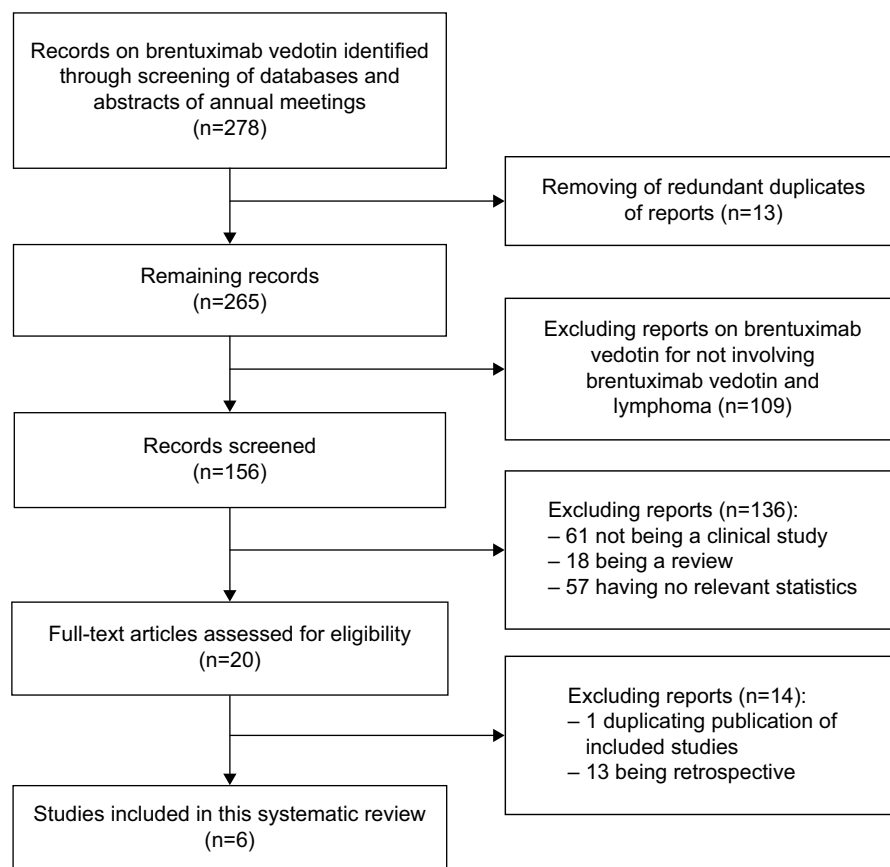 Records on brentuximab vedotin identified
through screening of databases and
abstracts of annual meetings
(n=278)
Removing of redundant duplicates
of reports (n=13)
Remaining records
(n=265)
Excluding reports on brentuximab
vedotin for not involving
brentuximab vedotin and
lymphoma (n=109)
Records screened
(n=156)
Excluding reports (n=136):
– 61 not being a clinical study
– 18 being a review
– 57 having no relevant statistics
Full-text articles assessed for eligibility
(n=20)
Excluding reports (n=14):
– 1 duplicating publication of
included studies
– 13 being retrospective
Studies included in this systematic review
(n=6)